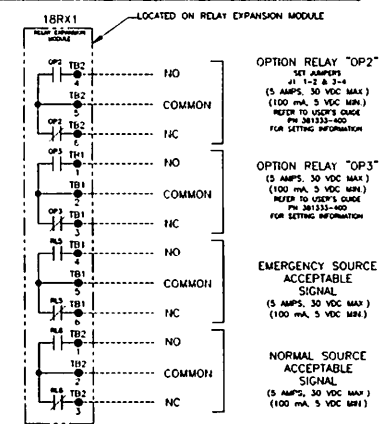 18RX1
LOCATED ON RELAY EXPANSION MODULE
RELAY EXPANSION
MODULE
OP2 TB2
4 NO
TB2
5 COMMON
OP2 TB2
6 NC
OPTION RELAY "OP2"
SET JUMPERS
J1 1-2 & 3-4
(5 AMPS, 30 VDC MAX)
(100 mA, 5 VDC MIN.)
REFER TO USER'S GUIDE
PN 381333-400
FOR SETTING INFORMATION
OP3 TB1
1 NO
TB1
2 COMMON
OP3 TB1
3 NC
OPTION RELAY "OP3"
(5 AMPS, 30 VDC MAX)
(100 mA, 5 VDC MIN.)
REFER TO USER'S GUIDE
PN 381333-400
FOR SETTING INFORMATION
RL5 TB1
4 NO
TB1
5 COMMON
RL5 TB1
6 NC
EMERGENCY SOURCE
ACCEPTABLE
SIGNAL
(5 AMPS, 30 VDC MAX)
(100 mA, 5 VDC MIN.)
RL6 TB2
1 NO
TB2
2 COMMON
RL6 TB2
3 NC
NORMAL SOURCE
ACCEPTABLE
SIGNAL
(5 AMPS, 30 VDC MAX)
(100 mA, 5 VDC MIN.)